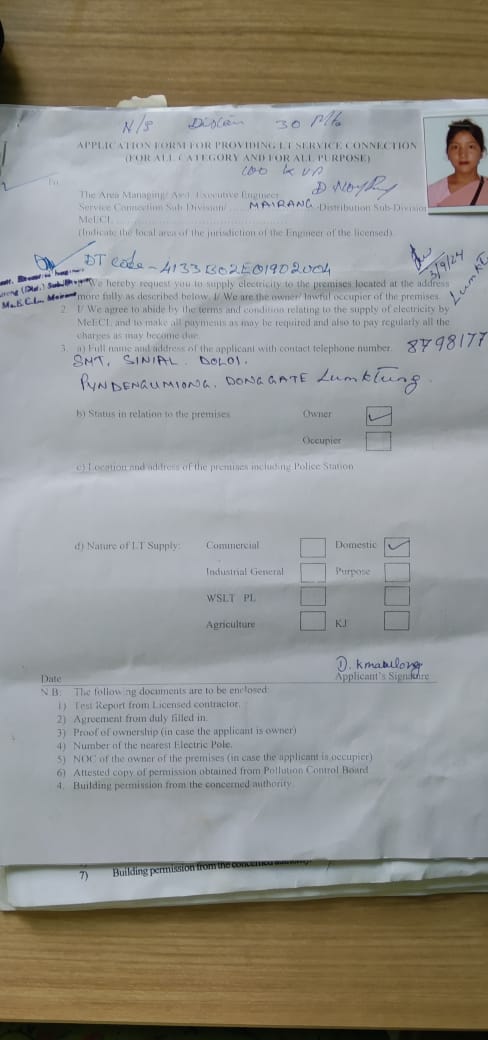 N/S 30
APPLICATION FORM FOR PROVIDING LT SERVICE CONNECTION
(FOR ALL CATEGORY AND FOR ALL PURPOSE)
100 KVA
To
The Area Managing/ Asst. Executive Engineer
Service Connection Sub Division/ MAIRANG Distribution Sub-Division
MeECL
(Indicate the local area of the jurisdiction of the Engineer of the licensed)
DT Code - 4133B02E01902004
3/9/24
We hereby request you to supply electricity to the premises located at the address
more fully as described below. I/ We are the owner/ lawful occupier of the premises
2. I/ We agree to abide by the terms and condition relating to the supply of electricity by
MeECL and to make all payments as may be required and also to pay regularly all the
charges as may become due.
3. a) Full name and address of the applicant with contact telephone number. 8798177
SMT. SINIAL. DOLOI.
PYNDENGUMIONG. DONG GATE Lumktung.
b) Status in relation to the premises Owner
Occupier
c) Location and address of the premises including Police Station
d) Nature of LT Supply: Commercial Domestic
Industrial General Purpose
WSLT PL
Agriculture KJ
Date Applicant's Signature
N.B: The following documents are to be enclosed:
1) Test Report from Licensed contractor.
2) Agreement from duly filled in.
3) Proof of ownership (in case the applicant is owner)
4) Number of the nearest Electric Pole.
5) NOC of the owner of the premises (in case the applicant is occupier)
6) Attested copy of permission obtained from Pollution Control Board
4. Building permission from the concerned authority.
7) Building permission from the concerned